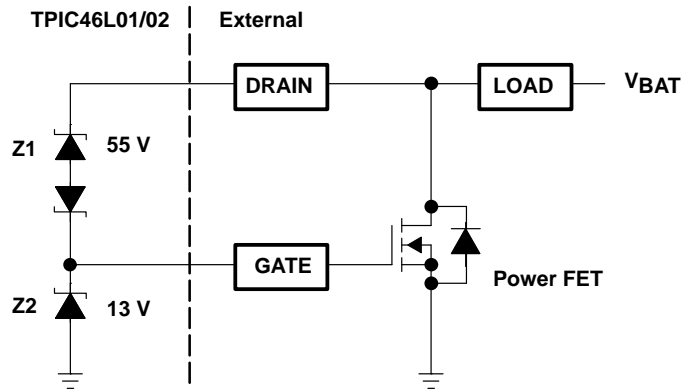 TPIC46L01/02
External
DRAIN
LOAD
VBAT
Z1
55 V
GATE
Power FET
Z2
13 V